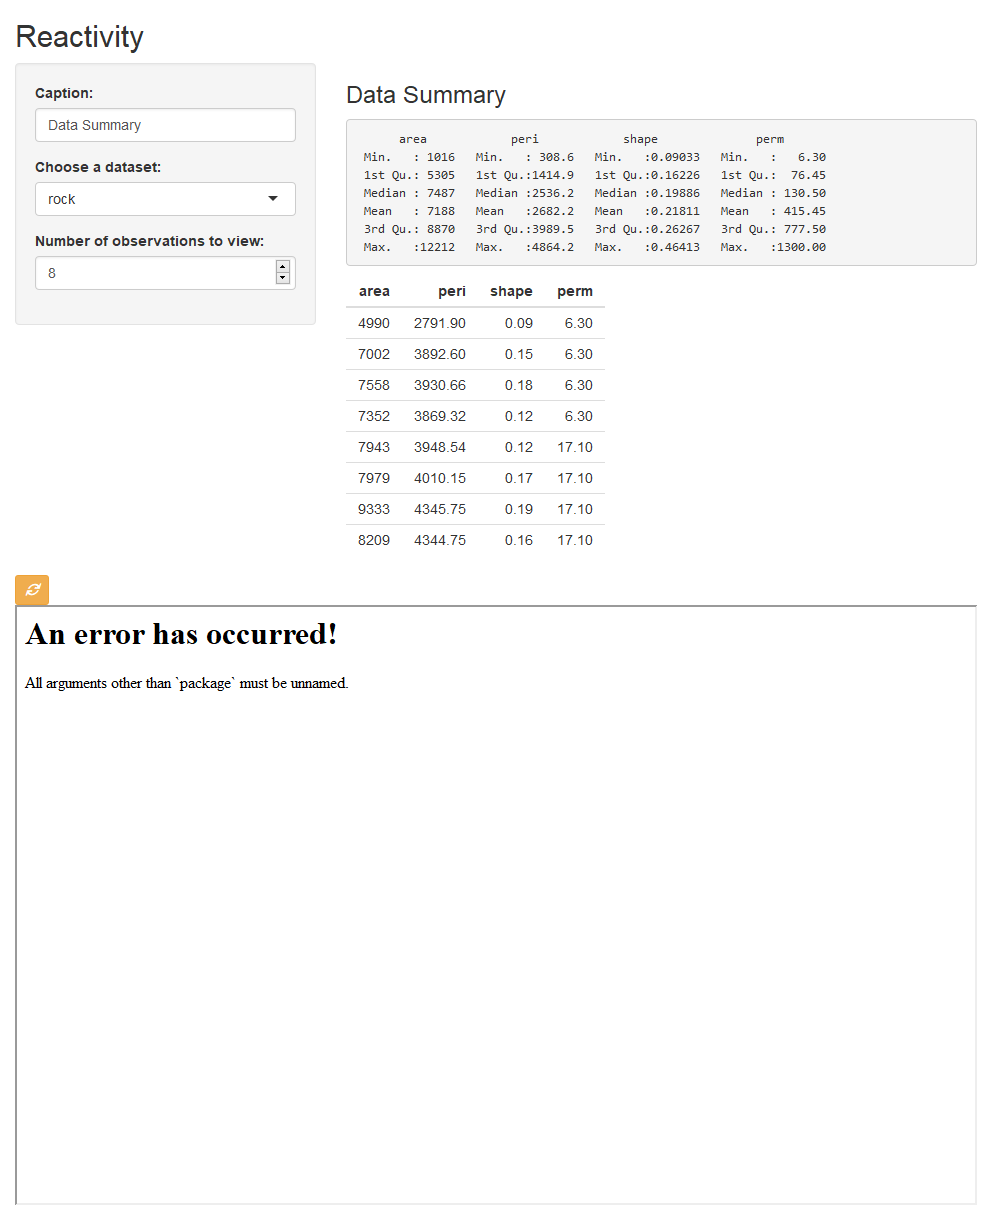 Reactivity
Caption:
Data Summary
Choose a dataset:
rock
Number of observations to view:
8
Data Summary
area peri shape perm
Min. : 1016 Min. : 308.6 Min. :0.09033 Min. : 6.30
1st Qu.: 5305 1st Qu.:1414.9 1st Qu.:0.16226 1st Qu.: 76.45
Median : 7487 Median :2536.2 Median :0.19886 Median : 130.50
Mean : 7188 Mean :2682.2 Mean :0.21811 Mean : 415.45
3rd Qu.: 8870 3rd Qu.:3989.5 3rd Qu.:0.26267 3rd Qu.: 777.50
Max. :12212 Max. :4864.2 Max. :0.46413 Max. :1300.00
area peri shape perm
4990 2791.90 0.09 6.30
7002 3892.60 0.15 6.30
7558 3930.66 0.18 6.30
7352 3869.32 0.12 6.30
7943 3948.54 0.12 17.10
7979 4010.15 0.17 17.10
9333 4345.75 0.19 17.10
8209 4344.75 0.16 17.10
An error has occurred!
All arguments other than `package` must be unnamed.